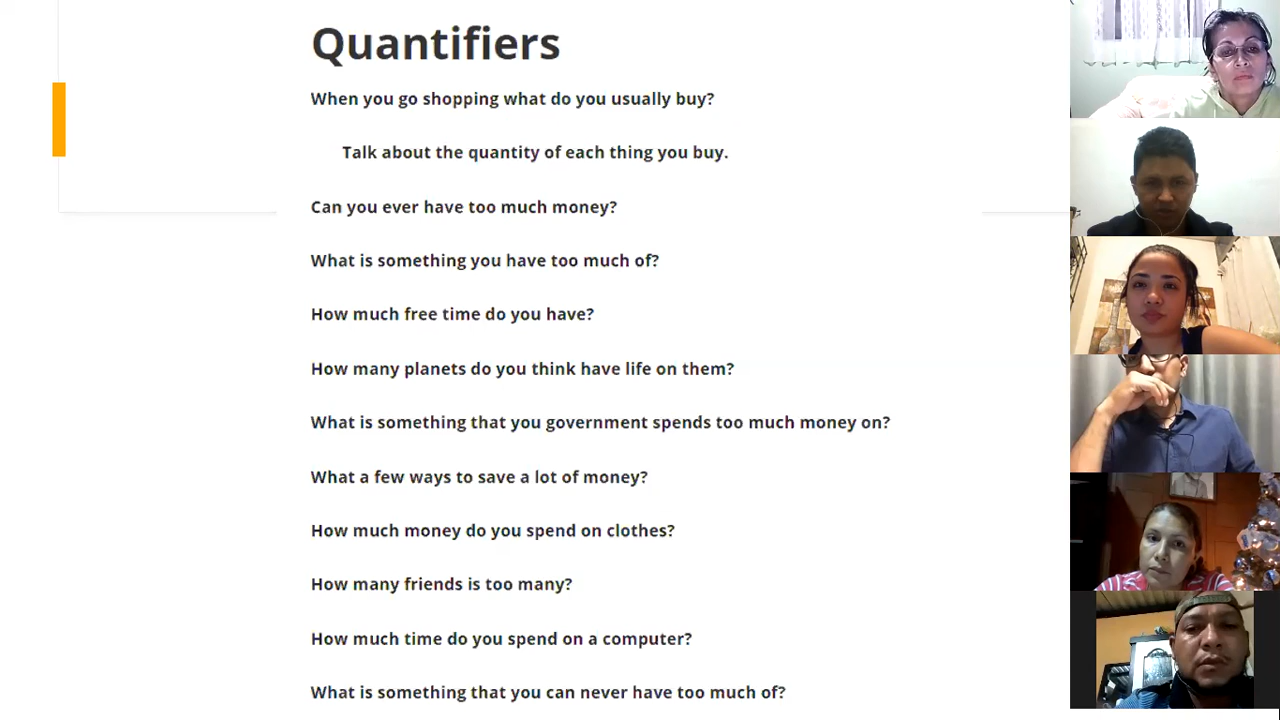 Quantifiers
When you go shopping what do you usually buy?
Talk about the quantity of each thing you buy.
Can you ever have too much money?
What is something you have too much of?
How much free time do you have?
How many planets do you think have life on them?
What is something that you government spends too much money on?
What a few ways to save a lot of money?
How much money do you spend on clothes?
How many friends is too many?
How much time do you spend on a computer?
What is something that you can never have too much of?